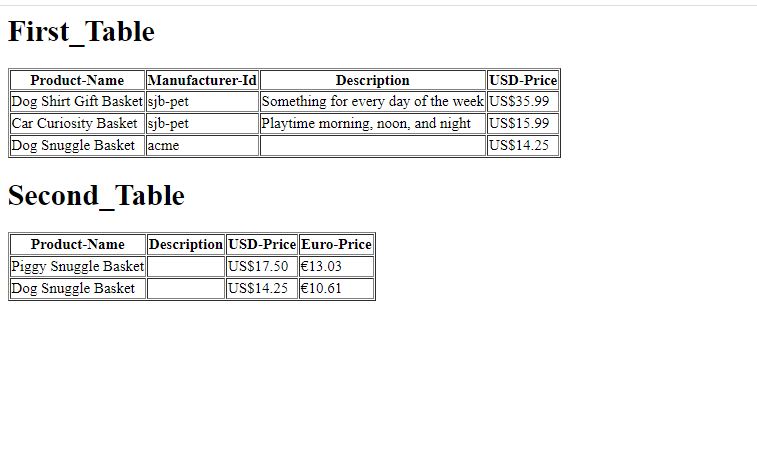 First_Table
Product-Name Manufacturer-Id Description USD-Price
Dog Shirt Gift Basket sjb-pet Something for every day of the week US$35.99
Car Curiosity Basket sjb-pet Playtime morning, noon, and night US$15.99
Dog Snuggle Basket acme US$14.25
Second_Table
Product-Name Description USD-Price Euro-Price
Piggy Snuggle Basket US$17.50 €13.03
Dog Snuggle Basket US$14.25 €10.61